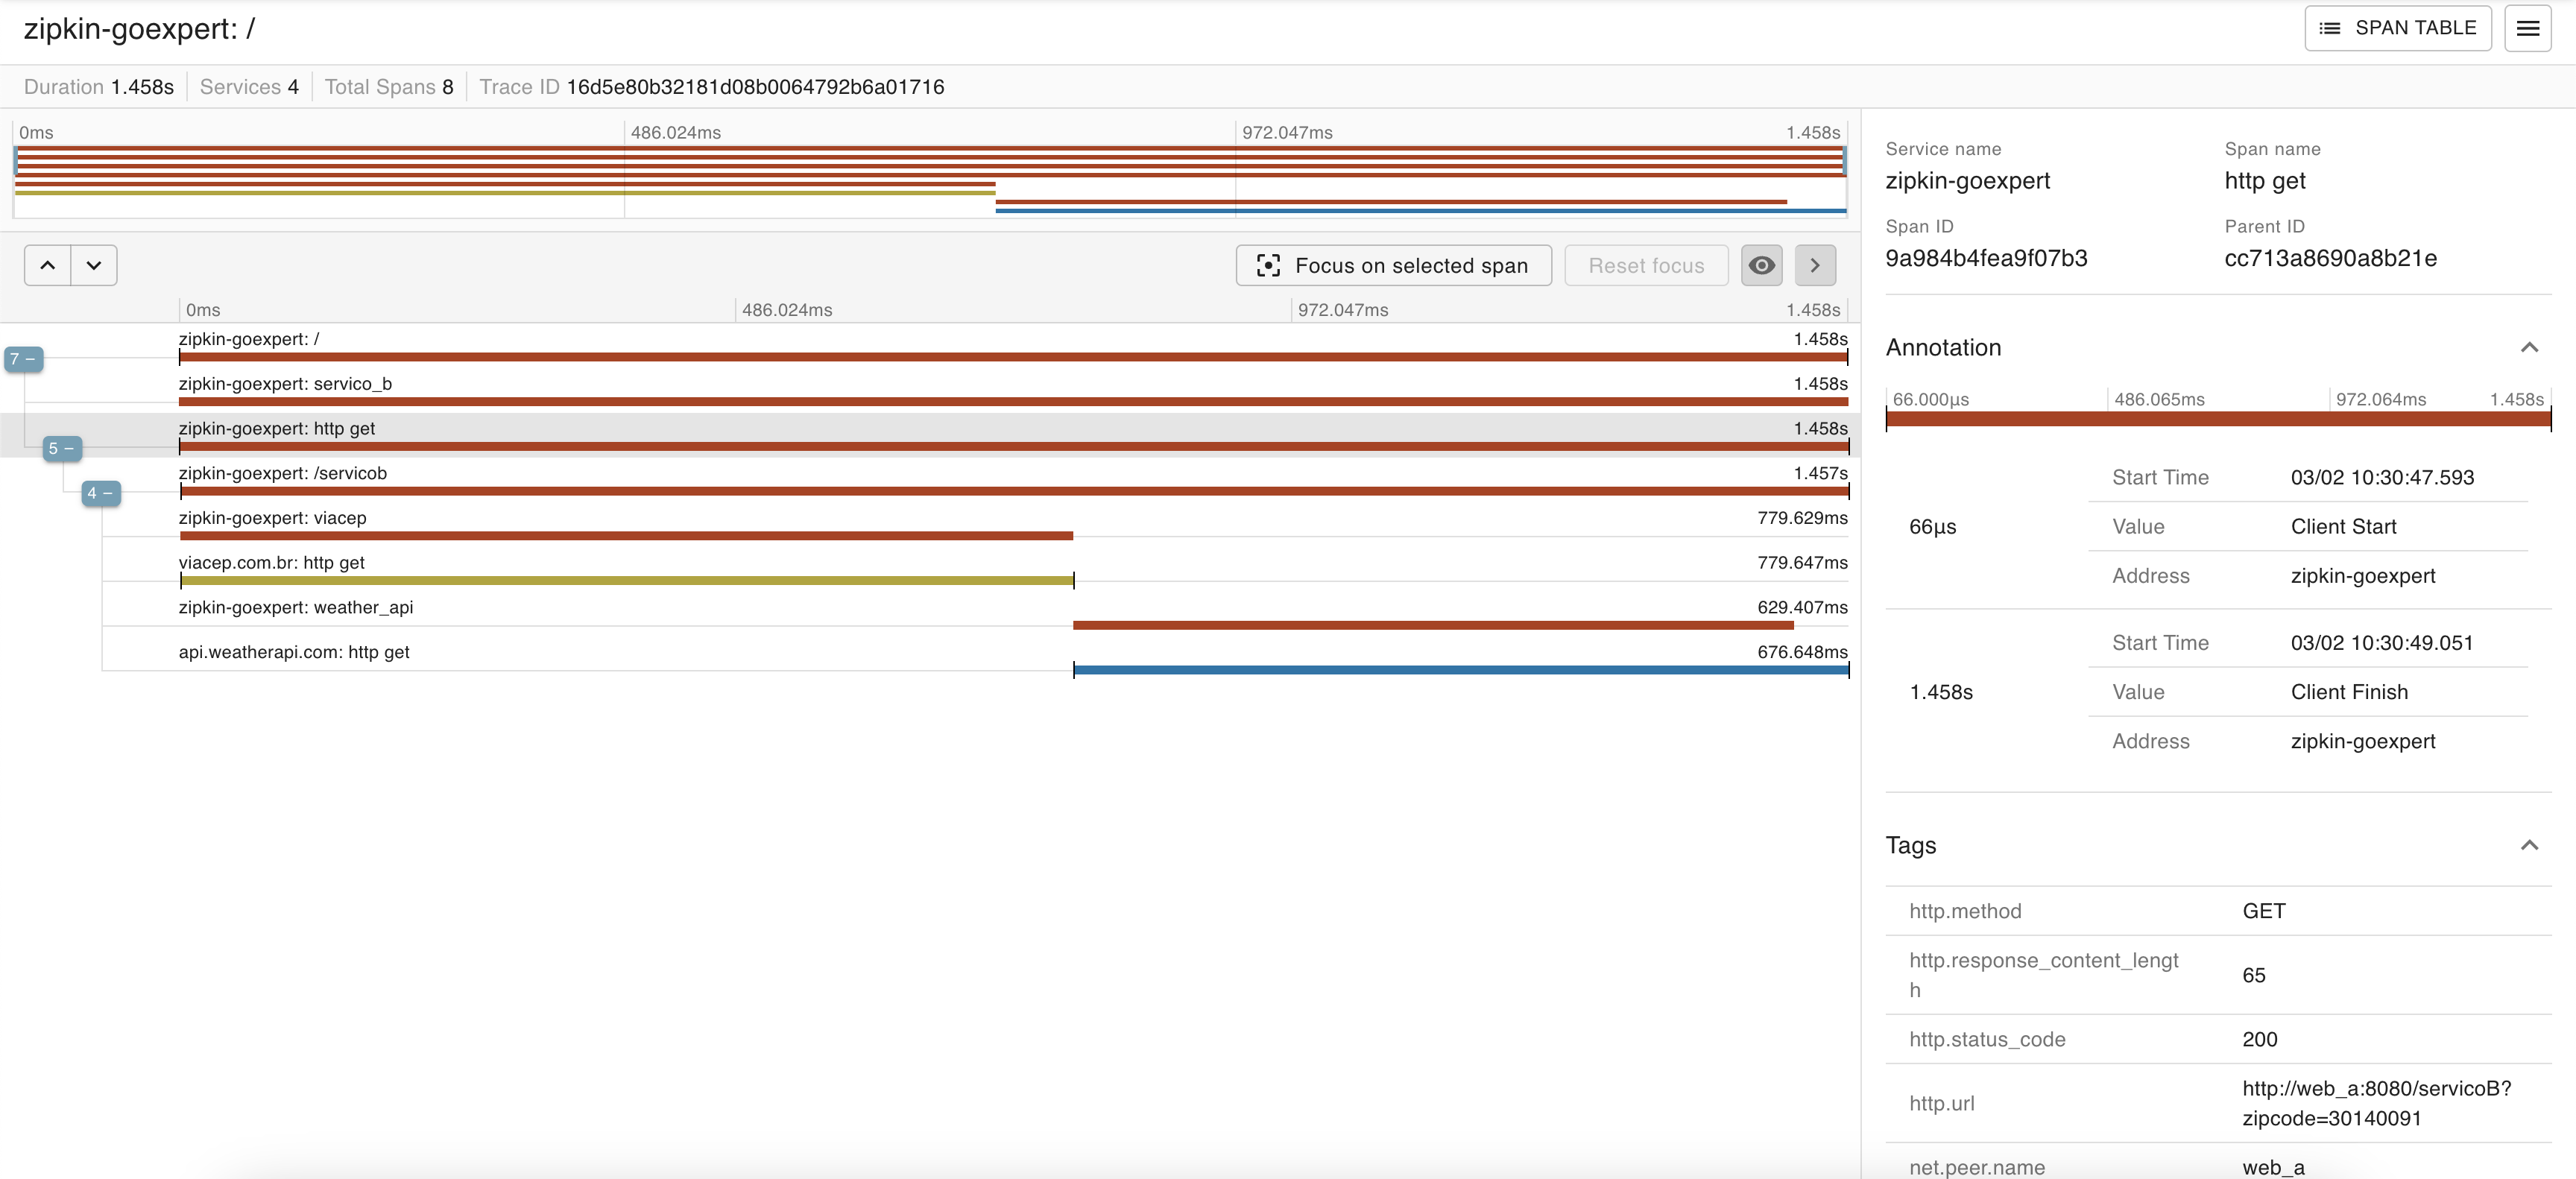 zipkin-goexpert: /
SPAN TABLE
Duration 1.458s Services 4 Total Spans 8 Trace ID 16d5e80b32181d08b0064792b6a01716
0ms 486.024ms 972.047ms 1.458s
Focus on selected span Reset focus
0ms 486.024ms 972.047ms 1.458s
zipkin-goexpert: / 1.458s
7 −
zipkin-goexpert: servico_b 1.458s
zipkin-goexpert: http get 1.458s
5 −
zipkin-goexpert: /servicob 1.457s
4 −
zipkin-goexpert: viacep 779.629ms
viacep.com.br: http get 779.647ms
zipkin-goexpert: weather_api 629.407ms
api.weatherapi.com: http get 676.648ms
Service name Span name
zipkin-goexpert http get
Span ID Parent ID
9a984b4fea9f07b3 cc713a8690a8b21e
Annotation
66.000μs 486.065ms 972.064ms 1.458s
Start Time 03/02 10:30:47.593
66μs Value Client Start
Address zipkin-goexpert
Start Time 03/02 10:30:49.051
1.458s Value Client Finish
Address zipkin-goexpert
Tags
http.method GET
http.response_content_lengt
h 65
http.status_code 200
http.url http://web_a:8080/servicoB?
zipcode=30140091
net.peer.name web_a